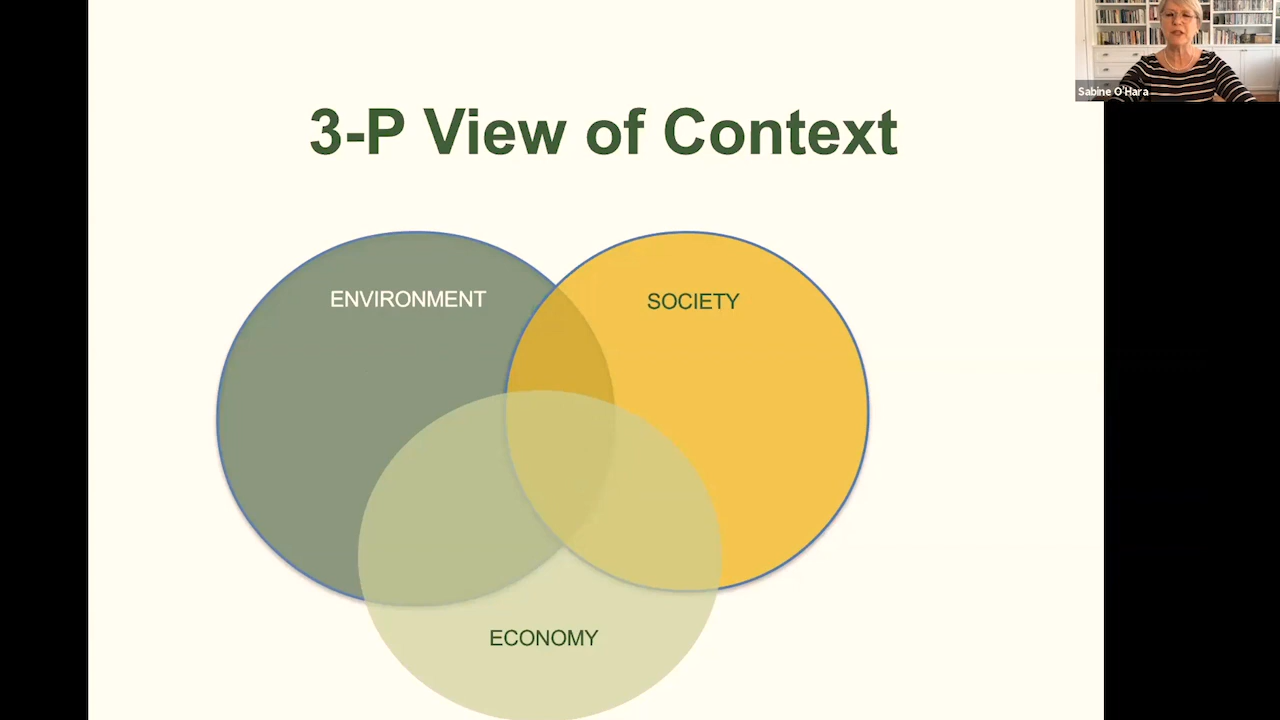 Sabine O'Hara
3-P View of Context
ENVIRONMENT
SOCIETY
ECONOMY